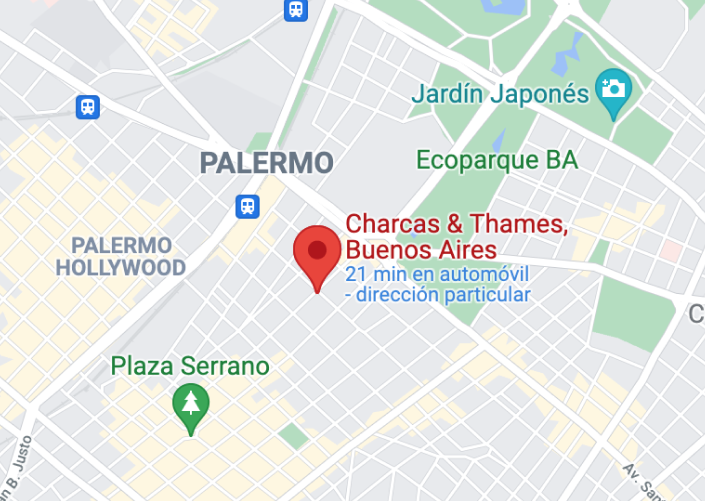 Jardín Japonés
PALERMO
Ecoparque BA
Charcas & Thames,
Buenos Aires
PALERMO
HOLLYWOOD
21 min en automóvil
- dirección particular
C
Plaza Serrano
n B. Justo
Av. San